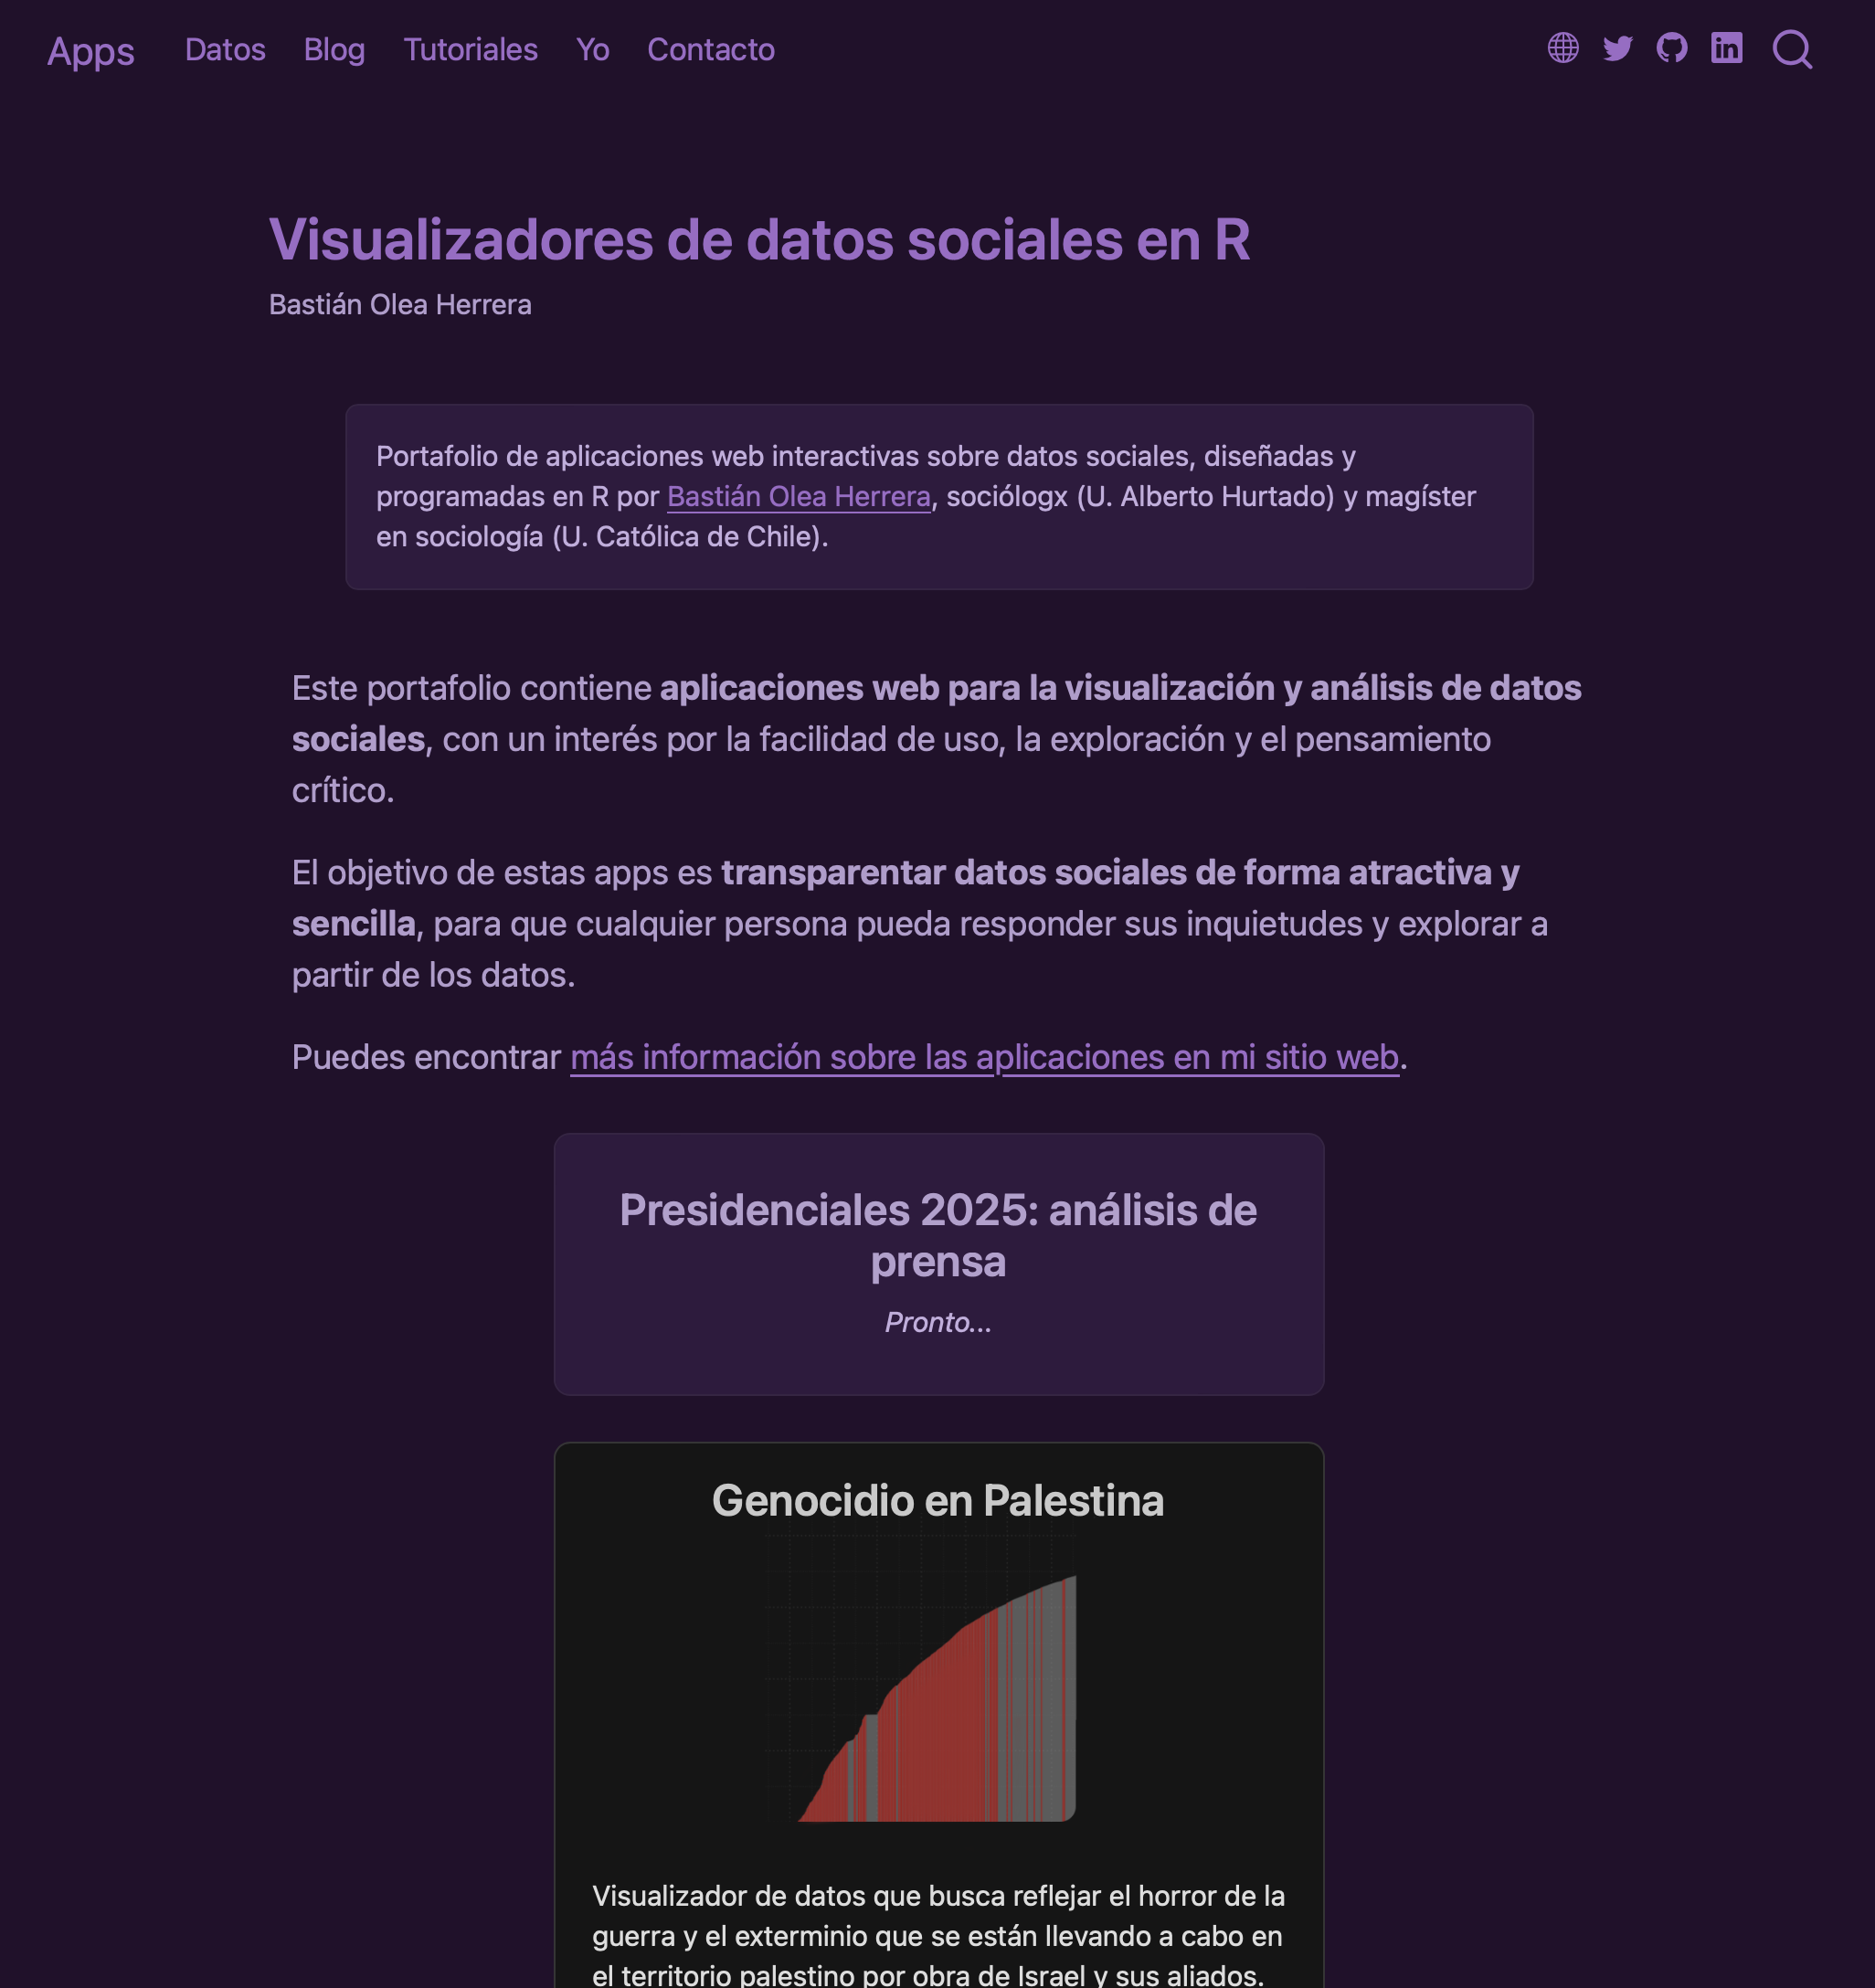 Apps Datos Blog Tutoriales Yo Contacto
Visualizadores de datos sociales en R
Bastián Olea Herrera
Portafolio de aplicaciones web interactivas sobre datos sociales, diseñadas y
programadas en R por Bastián Olea Herrera, sociólogx (U. Alberto Hurtado) y magíster
en sociología (U. Católica de Chile).
Este portafolio contiene aplicaciones web para la visualización y análisis de datos
sociales, con un interés por la facilidad de uso, la exploración y el pensamiento
crítico.
El objetivo de estas apps es transparentar datos sociales de forma atractiva y
sencilla, para que cualquier persona pueda responder sus inquietudes y explorar a
partir de los datos.
Puedes encontrar más información sobre las aplicaciones en mi sitio web.
Presidenciales 2025: análisis de
prensa
Pronto...
Genocidio en Palestina
Visualizador de datos que busca reflejar el horror de la
guerra y el exterminio que se están llevando a cabo en
el territorio palestino por obra de Israel y sus aliados.